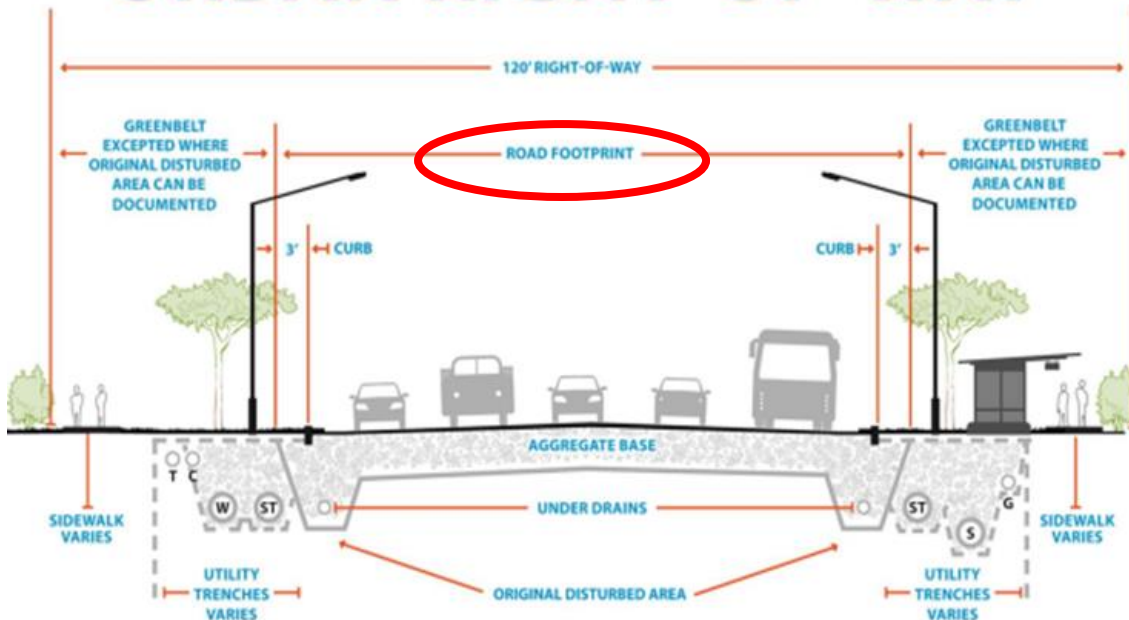 120' RIGHT-OF-WAY
GREENBELT
EXCEPTED WHERE
ORIGINAL DISTURBED
AREA CAN BE
DOCUMENTED
ROAD FOOTPRINT
GREENBELT
EXCEPTED WHERE
ORIGINAL DISTURBED
AREA CAN BE
DOCUMENTED
3'
CURB
CURB
3'
AGGREGATE BASE
T C
W
ST
UNDER DRAINS
ST
S
G
SIDEWALK
VARIES
SIDEWALK
VARIES
UTILITY
TRENCHES
VARIES
ORIGINAL DISTURBED AREA
UTILITY
TRENCHES
VARIES